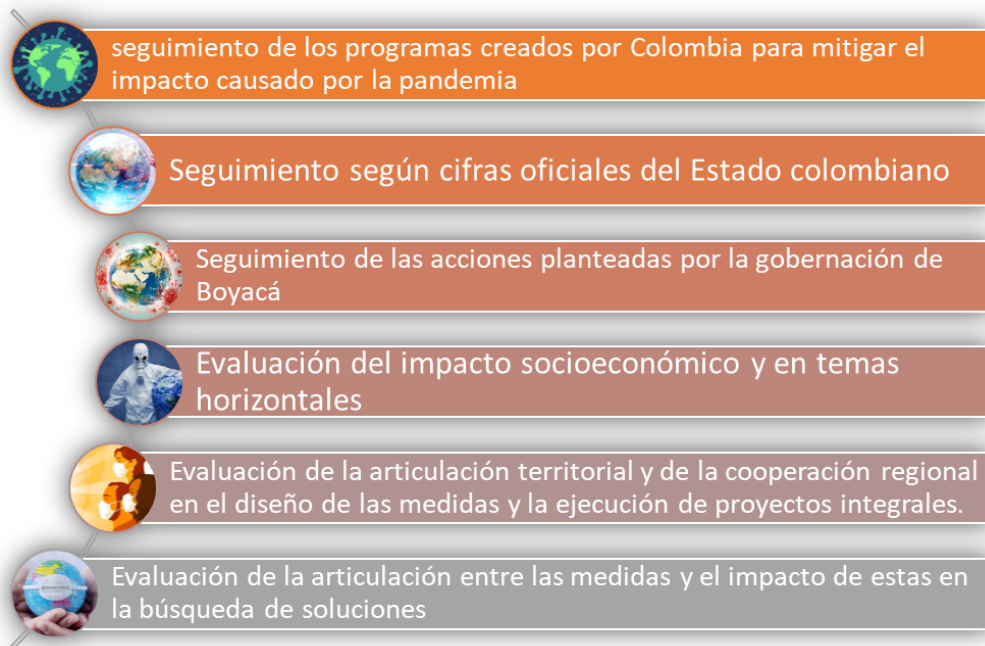 seguimiento de los programas creados por Colombia para mitigar el
impacto causado por la pandemia
Seguimiento según cifras oficiales del Estado colombiano
Seguimiento de las acciones planteadas por la gobernación de
Boyacá
Evaluación del impacto socioeconómico y en temas
horizontales
Evaluación de la articulación territorial y de la cooperación regional
en el diseño de las medidas y la ejecución de proyectos integrales.
Evaluación de la articulación entre las medidas y el impacto de estas en
la búsqueda de soluciones